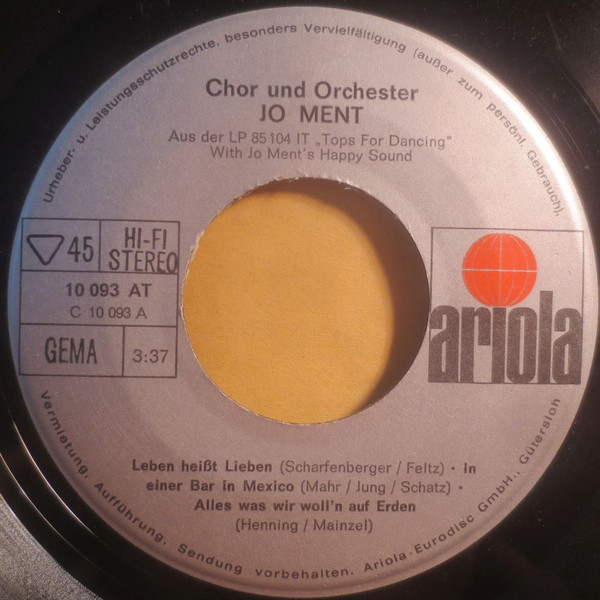 Urheber- u. Leistungsschutzrechte, besonders Vervielfältigung (außer zum persönl. Gebrauch),
Chor und Orchester
JO MENT
Aus der LP 85104 IT „Tops For Dancing"
With Jo Ment's Happy Sound
45
HI-FI
STEREO
10 093 AT
C 10 093 A
GEMA
3:37
ariola
Leben heißt Lieben (Scharfenberger / Feltz) · in
einer Bar in Mexico (Mahr / Jung / Schatz) ·
Alles was wir woll'n auf Erden
(Henning / Mainzel)
Vermietung, Aufführung, Sendung vorbehalten. Ariola-Eurodisc GmbH., Gütersloh